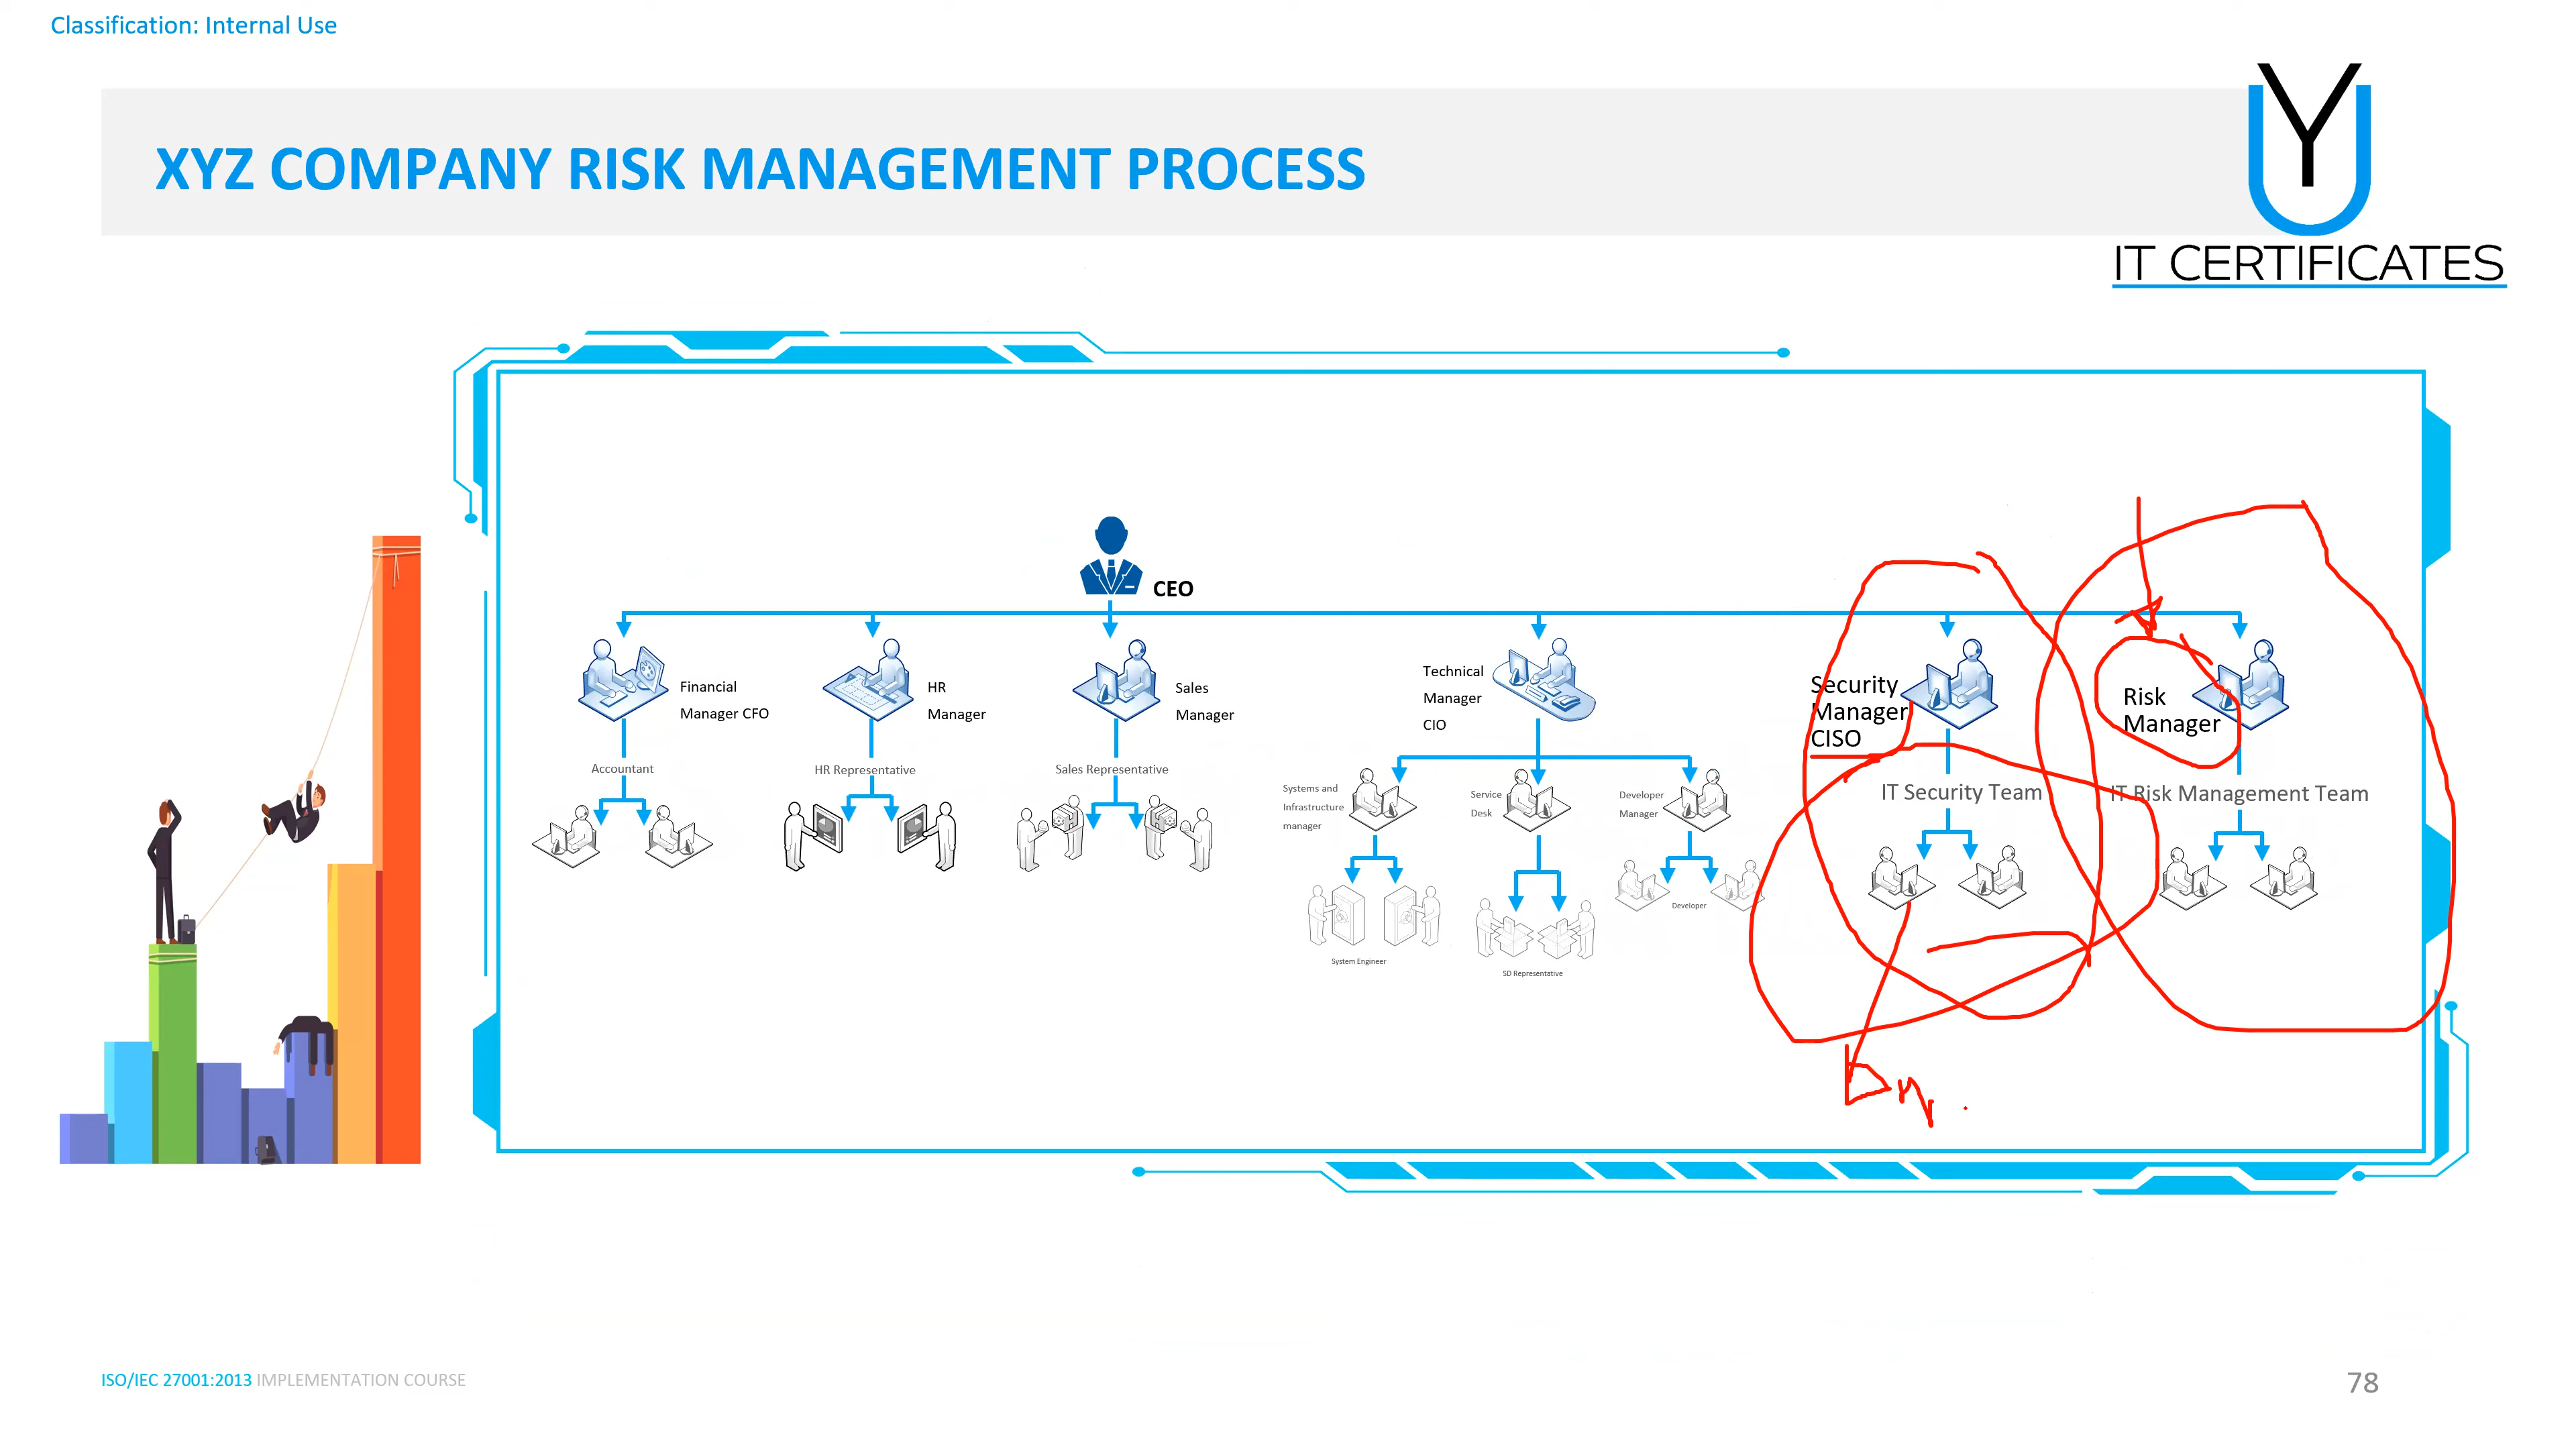 Classification: Internal Use
XYZ COMPANY RISK MANAGEMENT PROCESS
Y
IT CERTIFICATES
CEO
Financial
Manager CFO
HR
Manager
Sales
Manager
Technical
Manager
CIO
Security
Manager
CISO
Risk
Manager
Accountant
HR Representative
Sales Representative
Systems and
Infrastructure
manager
Service
Desk
Developer
Manager
IT Security Team
IT Risk Management Team
Developer
System Engineer
SD Representative
ISO/IEC 27001:2013 IMPLEMENTATION COURSE
78